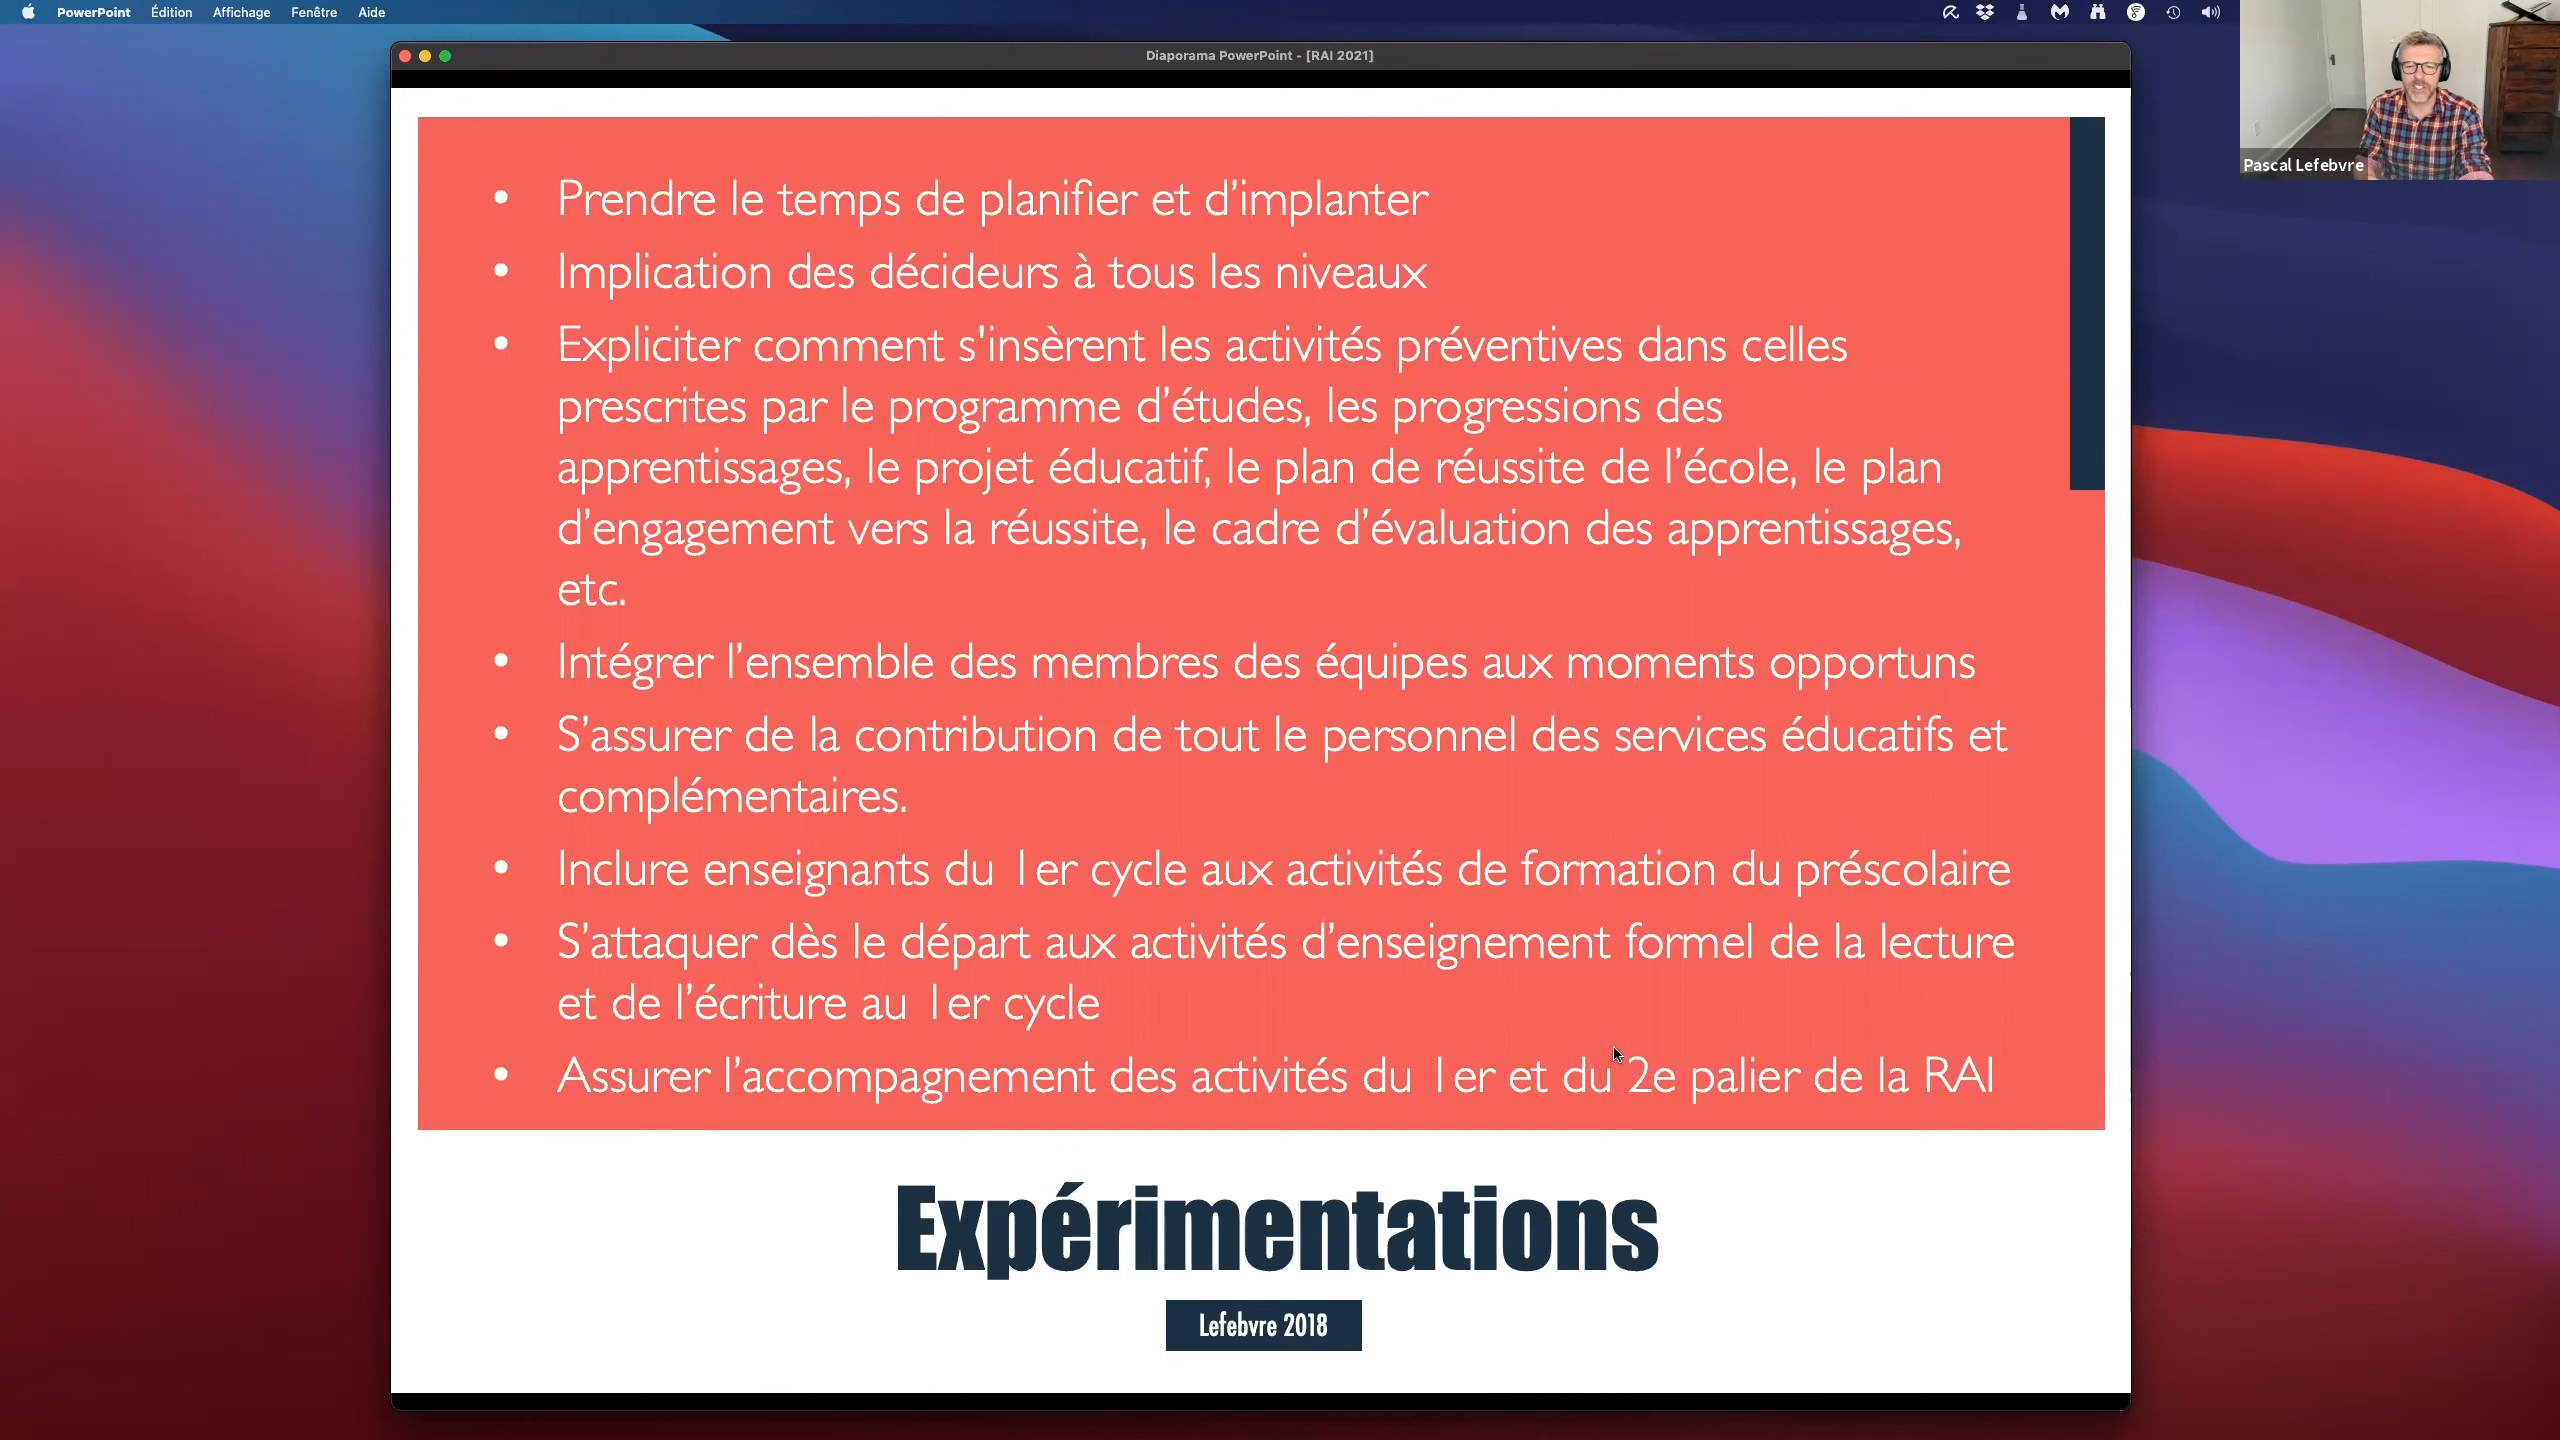 PowerPoint Édition Affichage Fenêtre Aide
Diaporama PowerPoint - [RAI 2021]
Pascal Lefebvre
• Prendre le temps de planifier et d’implanter
• Implication des décideurs à tous les niveaux
• Expliciter comment s'insèrent les activités préventives dans celles
prescrites par le programme d’études, les progressions des
apprentissages, le projet éducatif, le plan de réussite de l’école, le plan
d’engagement vers la réussite, le cadre d’évaluation des apprentissages,
etc.
• Intégrer l’ensemble des membres des équipes aux moments opportuns
• S’assurer de la contribution de tout le personnel des services éducatifs et
complémentaires.
• Inclure enseignants du 1er cycle aux activités de formation du préscolaire
• S’attaquer dès le départ aux activités d’enseignement formel de la lecture
et de l’écriture au 1er cycle
• Assurer l’accompagnement des activités du 1er et du 2e palier de la RAI
Expérimentations
Lefebvre 2018